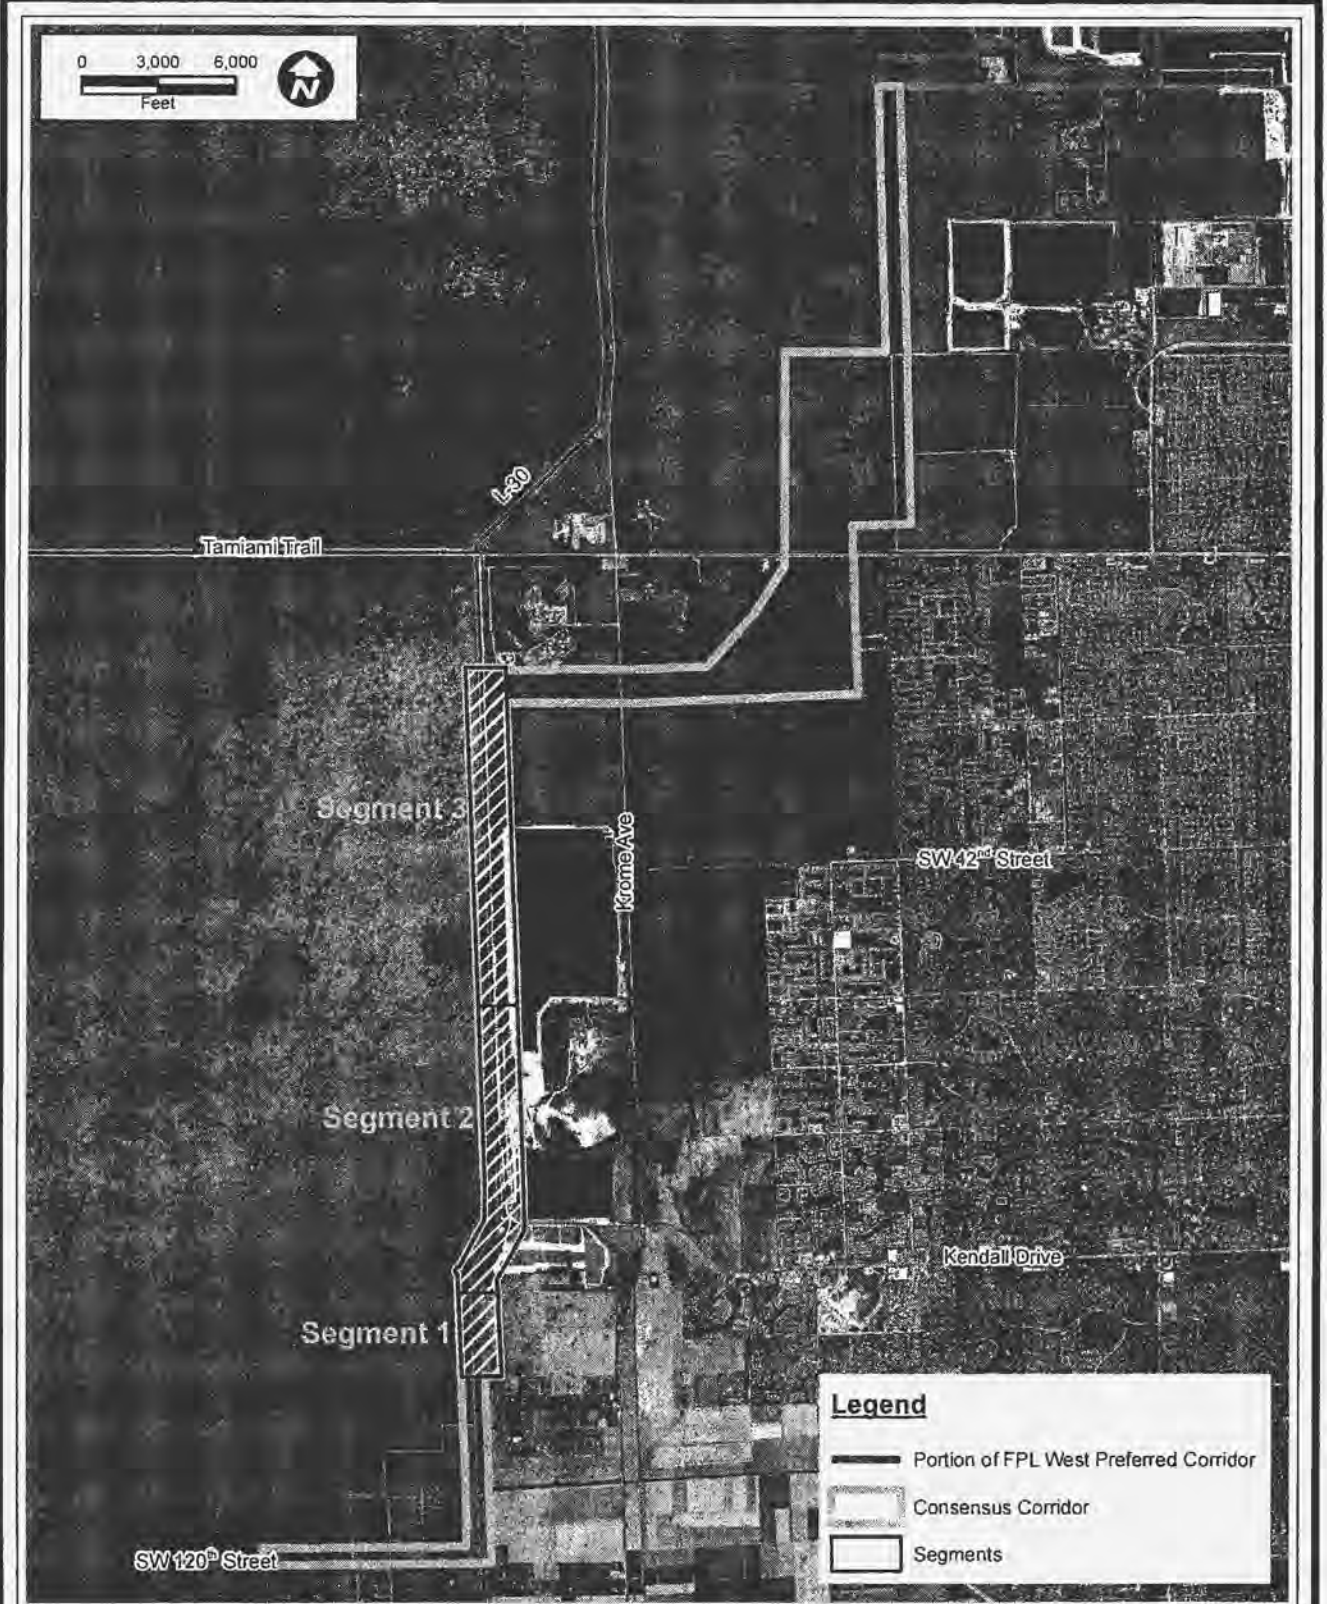 0 3,000 6,000
Feet
N
L-30
Tamiami Trail
Segment 3
Krome Ave
SW 42nd Street
Segment 2
Kendall Drive
Segment 1
Legend
Portion of FPL West Preferred Corridor
Consensus Corridor
Segments
SW 120th Street